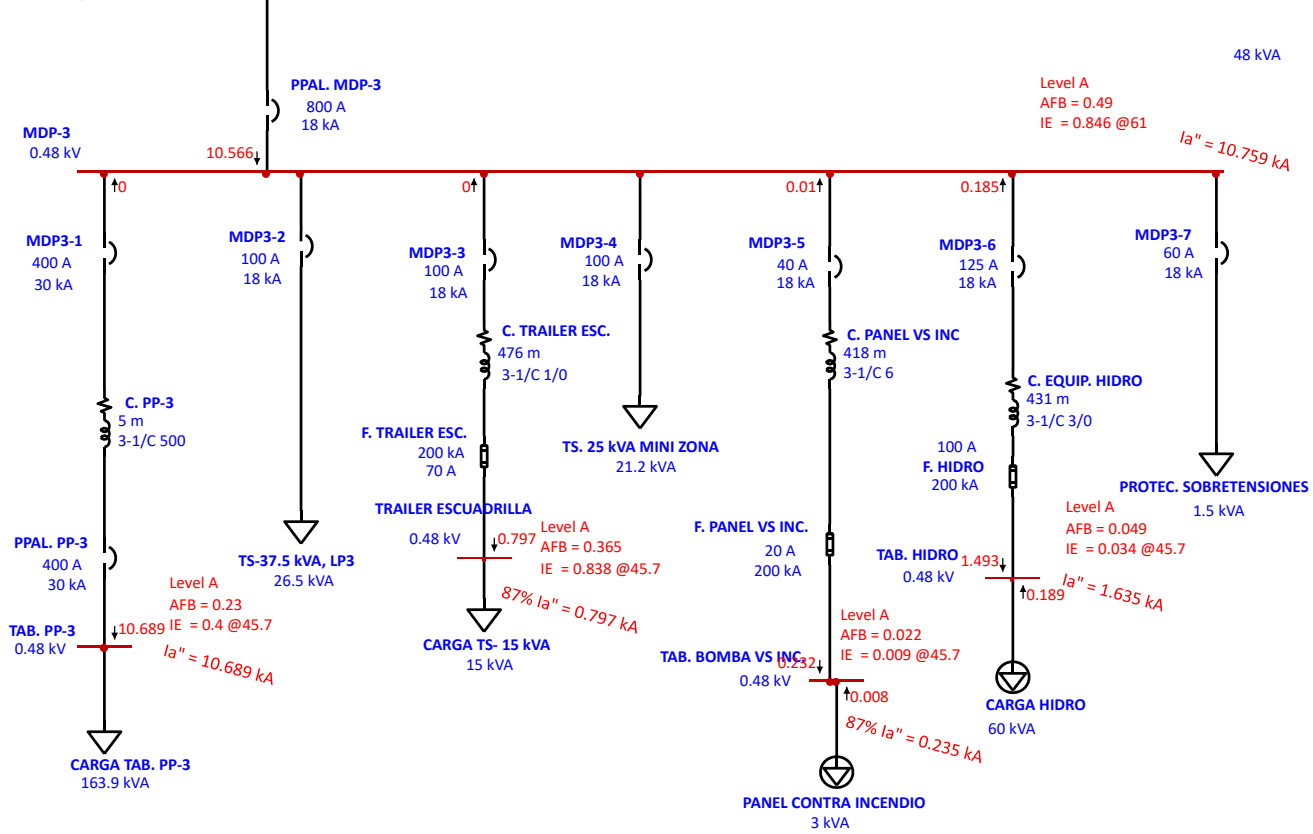 48 kVA
PPAL. MDP-3
800 A
18 kA
Level A
AFB = 0.49
IE = 0.846 @61
Ia" = 10.759 kA
MDP-3
0.48 kV
10.566
0
0
0.01
0.185
MDP3-1
400 A
30 kA
MDP3-2
100 A
18 kA
MDP3-3
100 A
18 kA
MDP3-4
100 A
18 kA
MDP3-5
40 A
18 kA
MDP3-6
125 A
18 kA
MDP3-7
60 A
18 kA
C. PP-3
5 m
3-1/C 500
C. TRAILER ESC.
476 m
3-1/C 1/0
C. PANEL VS INC
418 m
3-1/C 6
C. EQUIP. HIDRO
431 m
3-1/C 3/0
F. TRAILER ESC.
200 kA
70 A
TS. 25 kVA MINI ZONA
21.2 kVA
100 A
F. HIDRO
200 kA
PROTEC. SOBRETENSIONES
1.5 kVA
TRAILER ESCUADRILLA
0.48 kV
0.797
Level A
AFB = 0.365
IE = 0.838 @45.7
87% Ia" = 0.797 kA
F. PANEL VS INC.
20 A
200 kA
TAB. HIDRO
0.48 kV
1.493
0.189
Level A
AFB = 0.049
IE = 0.034 @45.7
Ia" = 1.635 kA
PPAL. PP-3
400 A
30 kA
TS-37.5 kVA, LP3
26.5 kVA
Level A
AFB = 0.23
IE = 0.4 @45.7
TAB. PP-3
0.48 kV
10.689
Ia" = 10.689 kA
CARGA TS- 15 kVA
15 kVA
TAB. BOMBA VS INC.
0.48 kV
0.232
0.008
Level A
AFB = 0.022
IE = 0.009 @45.7
87% Ia" = 0.235 kA
CARGA HIDRO
60 kVA
CARGA TAB. PP-3
163.9 kVA
PANEL CONTRA INCENDIO
3 kVA